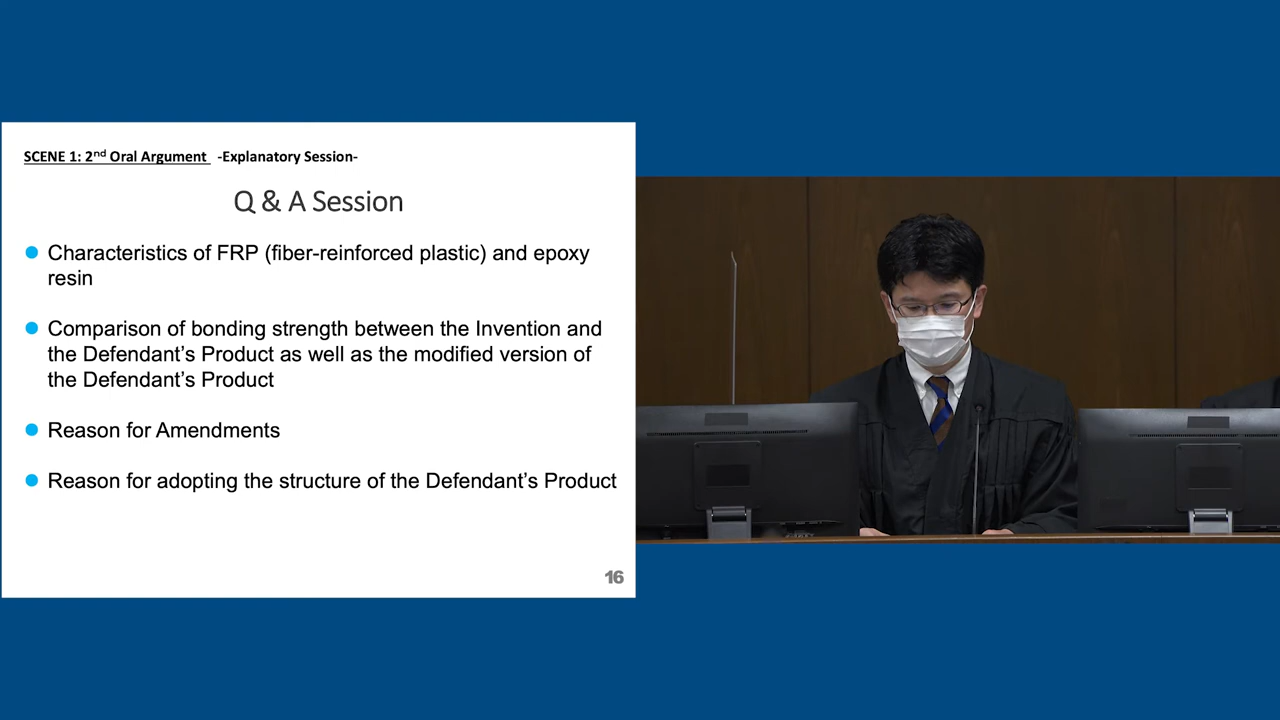 SCENE 1: 2nd Oral Argument -Explanatory Session-
Q & A Session
Characteristics of FRP (fiber-reinforced plastic) and epoxy
resin
Comparison of bonding strength between the Invention and
the Defendant's Product as well as the modified version of
the Defendant's Product
Reason for Amendments
Reason for adopting the structure of the Defendant's Product
16